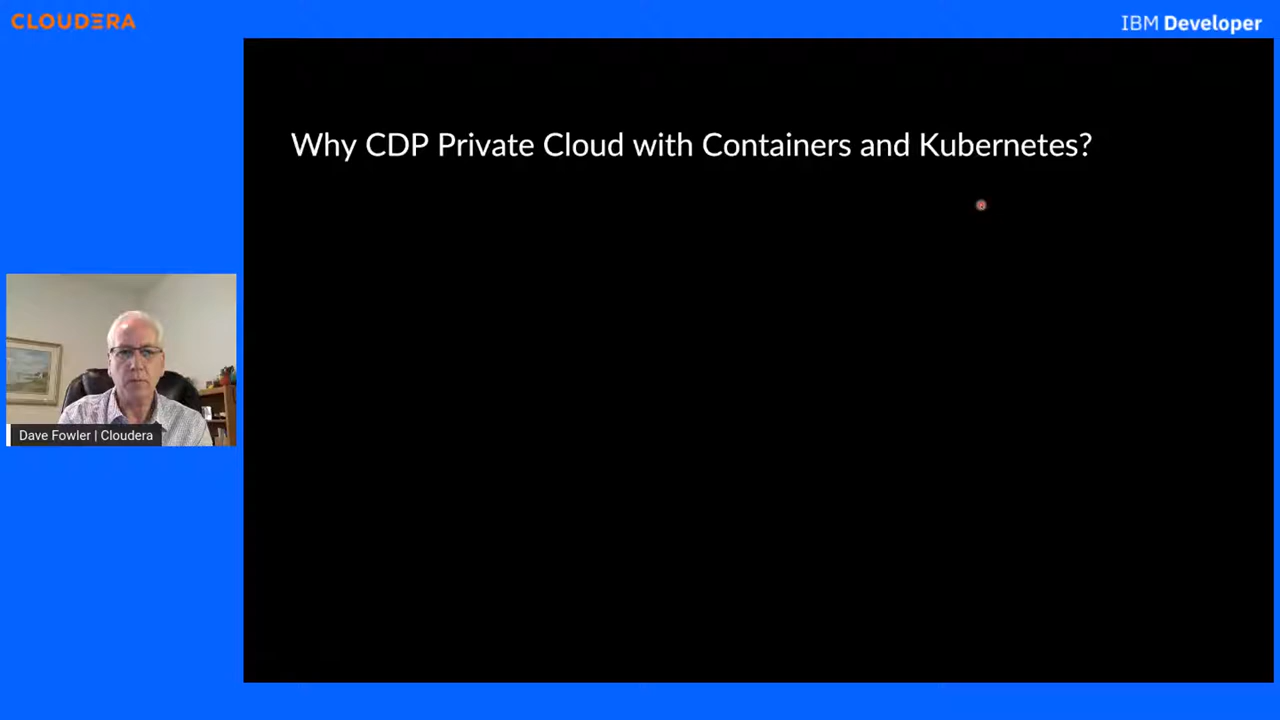 CLOUDERA
IBM Developer
Why CDP Private Cloud with Containers and Kubernetes?
Dave Fowler | Cloudera